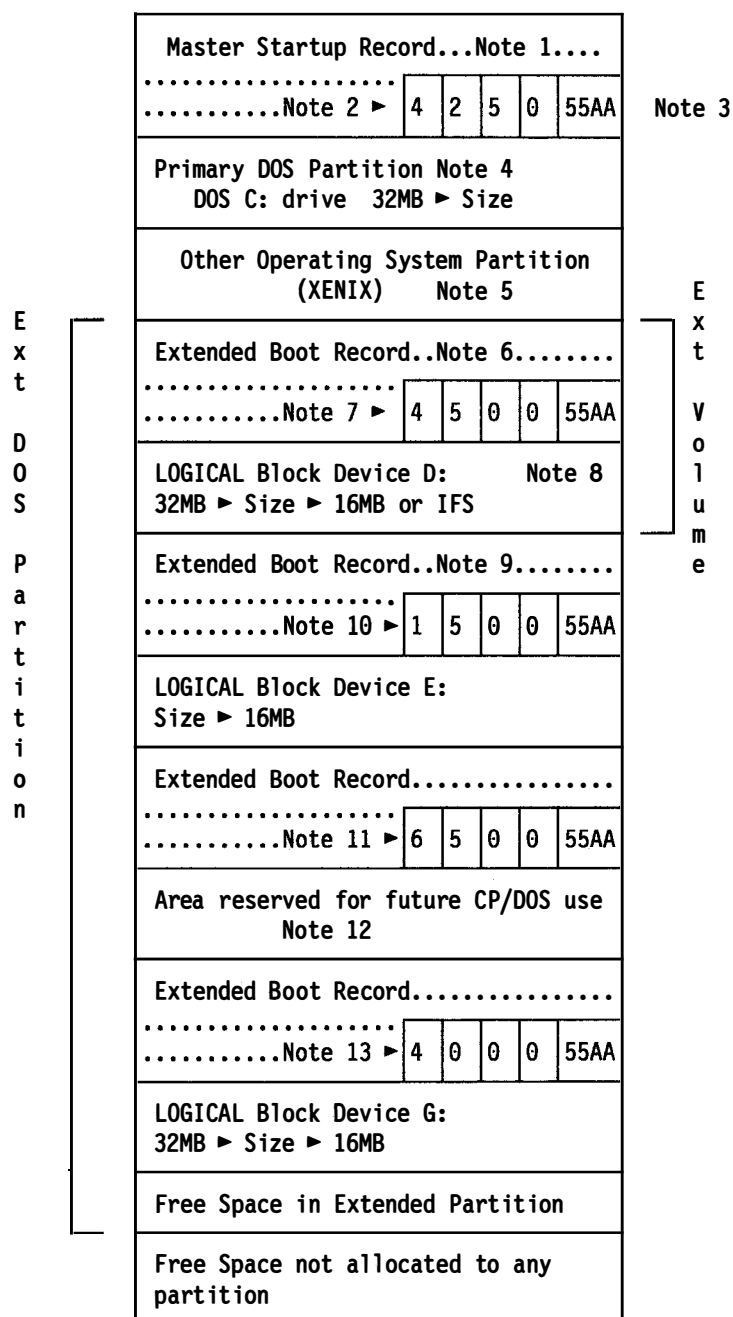 Master Startup Record...Note 1....
.....................
...........Note 2 ► 4 2 5 0 55AA Note 3
Primary DOS Partition Note 4
DOS C: drive 32MB ► Size
Other Operating System Partition
(XENIX) Note 5
Ext DOS Partition
Ext Volume
Extended Boot Record..Note 6........
.....................
...........Note 7 ► 4 5 0 0 55AA
LOGICAL Block Device D: Note 8
32MB ► Size ► 16MB or IFS
Extended Boot Record..Note 9........
.....................
...........Note 10 ► 1 5 0 0 55AA
LOGICAL Block Device E:
Size ► 16MB
Extended Boot Record.................
.....................
...........Note 11 ► 6 5 0 0 55AA
Area reserved for future CP/DOS use
Note 12
Extended Boot Record.................
.....................
...........Note 13 ► 4 0 0 0 55AA
LOGICAL Block Device G:
32MB ► Size ► 16MB
Free Space in Extended Partition
Free Space not allocated to any
partition